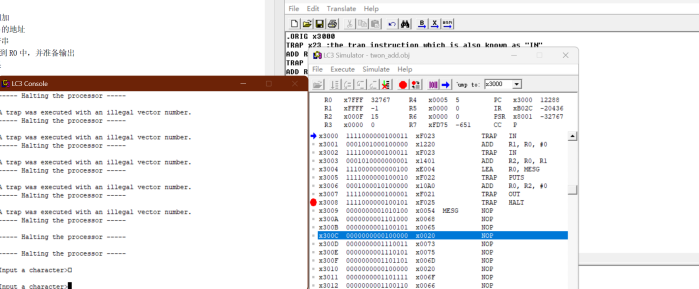 File Edit Translate Help
.ORIG x3000
TRAP x23 ;the trap instruction which is also known as "IN"
ADD R
TRAP
ADD R
加
的地址
串
到 R0 中，并准备输出
LC3 Simulator - twon_add.obj
File Execute Simulate Help
Jump to: x3000
R0 x7FFF 32767 R4 x0005 5 PC x3000 12288
R1 xFFFF -1 R5 x0000 0 IR xB02C -20436
R2 x000F 15 R6 x0000 0 PSR x8001 -32767
R3 x0000 0 R7 xFD75 -651 CC P
x3000 1111000000100011 xF023 TRAP IN
x3001 0001001000100000 x1220 ADD R1, R0, #0
x3002 1111000000100011 xF023 TRAP IN
x3003 0001010000000001 x1401 ADD R2, R0, R1
x3004 1110000000000100 xE004 LEA R0, MESG
x3005 1111000000100010 xF022 TRAP PUTS
x3006 0001000010100000 x10A0 ADD R0, R2, #0
x3007 1111000000100001 xF021 TRAP OUT
x3008 1111000000100101 xF025 TRAP HALT
x3009 0000000001010100 x0054 MESG NOP
x300A 0000000001101000 x0068 NOP
x300B 0000000001100101 x0065 NOP
x300C 0000000000100000 x0020 NOP
x300D 0000000001110011 x0073 NOP
x300E 0000000001110101 x0075 NOP
x300F 0000000001101101 x006D NOP
x3010 0000000000100000 x0020 NOP
x3011 0000000001101111 x006F NOP
x3012 0000000001100110 x0066 NOP
LC3 Console
----- Halting the processor -----
A trap was executed with an illegal vector number.
----- Halting the processor -----
A trap was executed with an illegal vector number.
----- Halting the processor -----
A trap was executed with an illegal vector number.
----- Halting the processor -----
A trap was executed with an illegal vector number.
----- Halting the processor -----
----- Halting the processor -----
----- Halting the processor -----
Input a character>
Input a character>